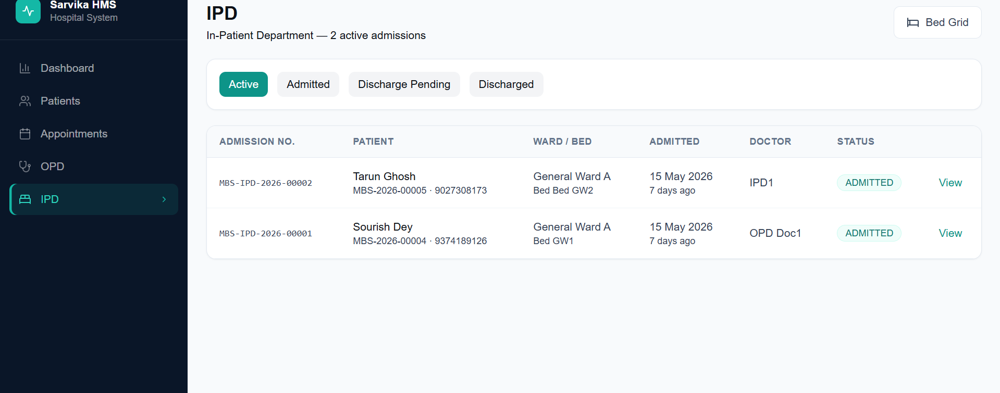 Sarvika HMS
Hospital System
Dashboard
Patients
Appointments
OPD
IPD
IPD
In-Patient Department — 2 active admissions
Bed Grid
Active Admitted Discharge Pending Discharged
ADMISSION NO. PATIENT WARD / BED ADMITTED DOCTOR STATUS
MBS-IPD-2026-00002 Tarun Ghosh General Ward A 15 May 2026 IPD1 ADMITTED View
MBS-2026-00005 · 9027308173 Bed Bed GW2 7 days ago
MBS-IPD-2026-00001 Sourish Dey General Ward A 15 May 2026 OPD Doc1 ADMITTED View
MBS-2026-00004 · 9374189126 Bed GW1 7 days ago